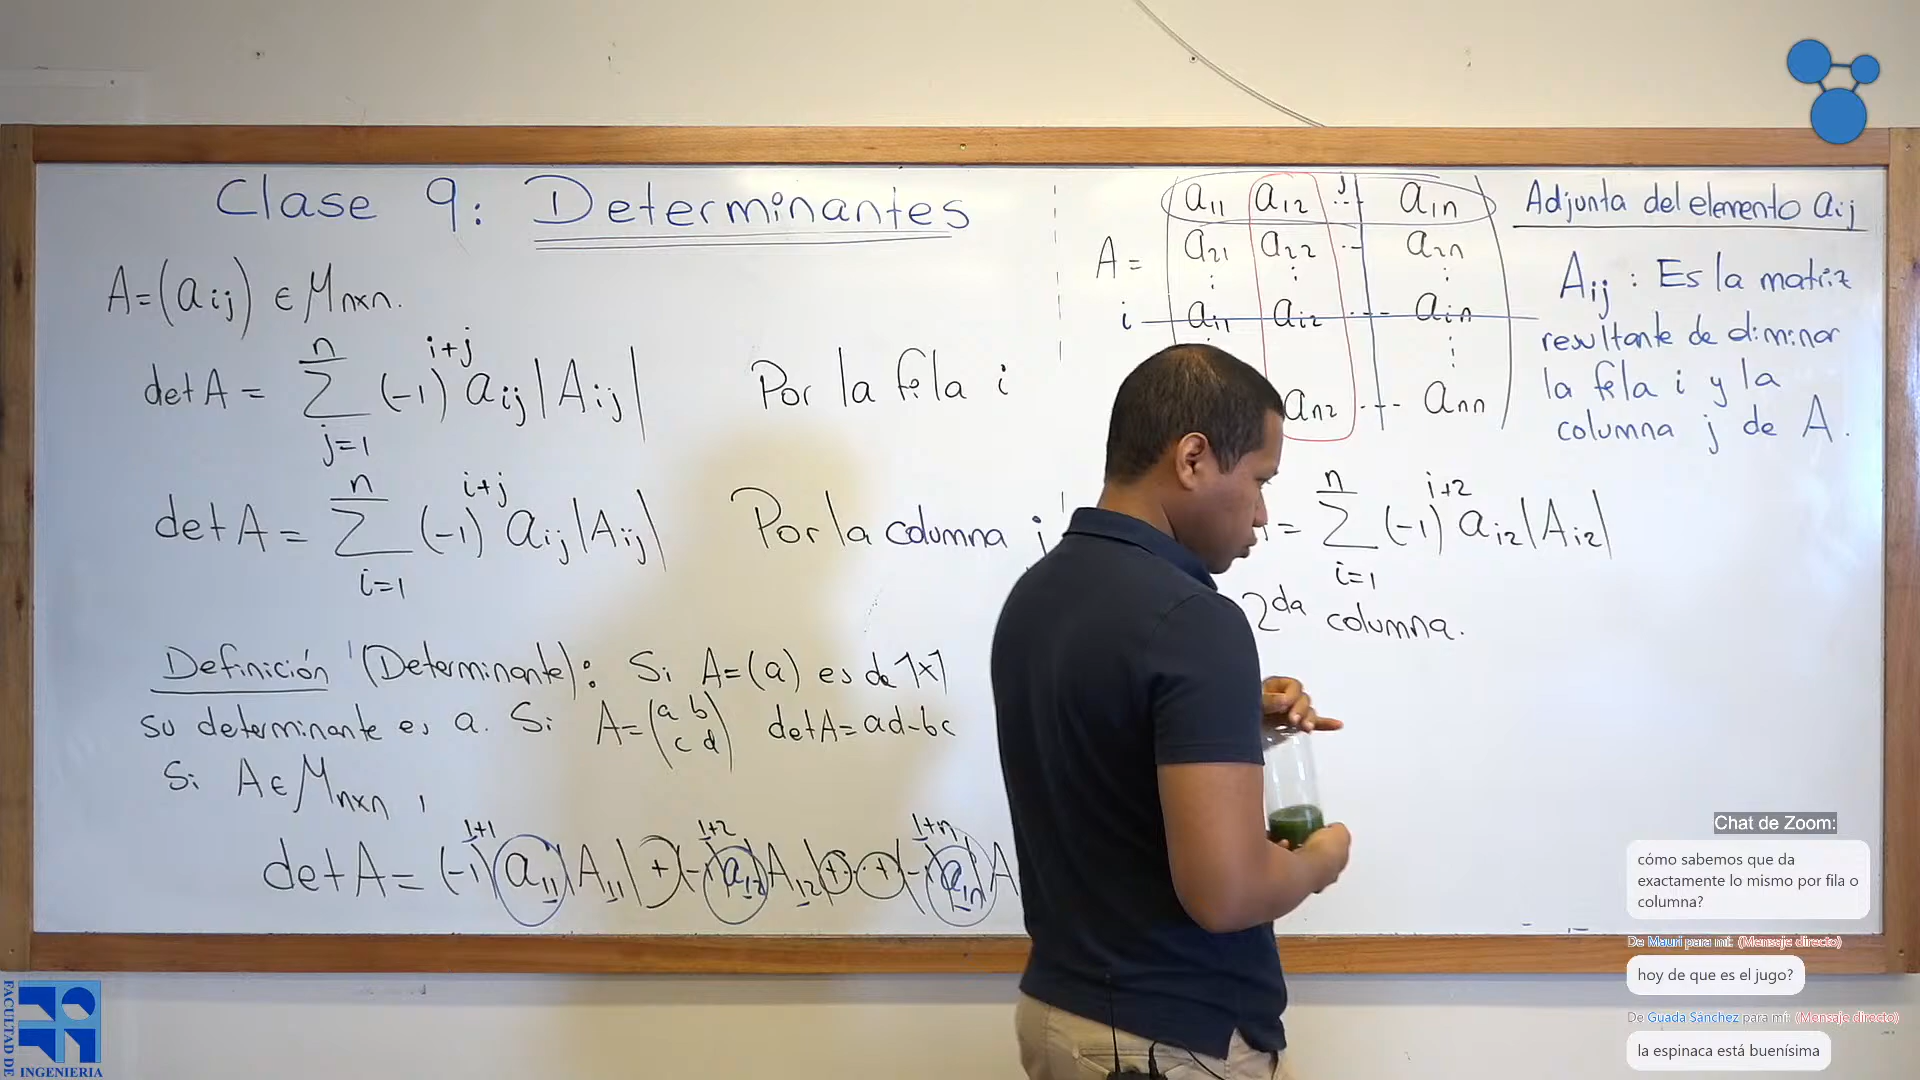 Clase 9: Determinantes
A=(aij) ∈ Mnxn.
det A = Σ_{j=1}^{n} (-1)^{i+j} aij |Aij| Por la fila i
det A = Σ_{i=1}^{n} (-1)^{i+j} aij |Aij| Por la columna j
Definición (Determinante): Si A=(a) es de 1x1
su determinante es a. Si A=(a b
c d) det A = ad-bc
Si A ∈ Mnxn,
det A = (-1)^{1+1} a11 |A11| + (-1)^{1+2} a12 |A12| + ... + (-1)^{1+n} a1n |A
j
a11 a12 ... a1n
A = a21 a22 ... a2n
i ai1 ai2 ... ain
an2 ... ann
Adjunta del elemento aij
Aij : Es la matriz
resultante de eliminar
la fila i y la
columna j de A.
= Σ_{i=1}^{n} (-1)^{i+2} ai2 |Ai2|
2da columna.
Chat de Zoom:
cómo sabemos que da
exactamente lo mismo por fila o
columna?
De Mauri para mí: (Mensaje directo)
hoy de que es el jugo?
De Guada Sánchez para mí: (Mensaje directo)
la espinaca está buenísima
FACULTAD DE
INGENIERIA